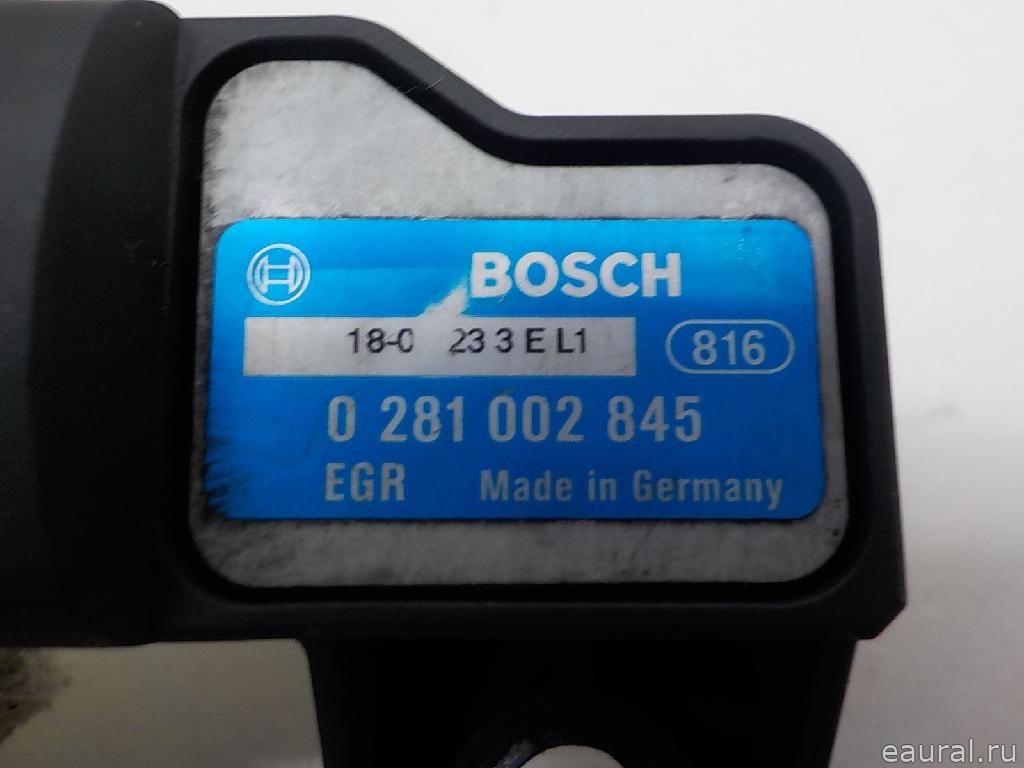 BOSCH
18-0 23 3 E L1 816
0 281 002 845
EGR Made in Germany
eaural.ru